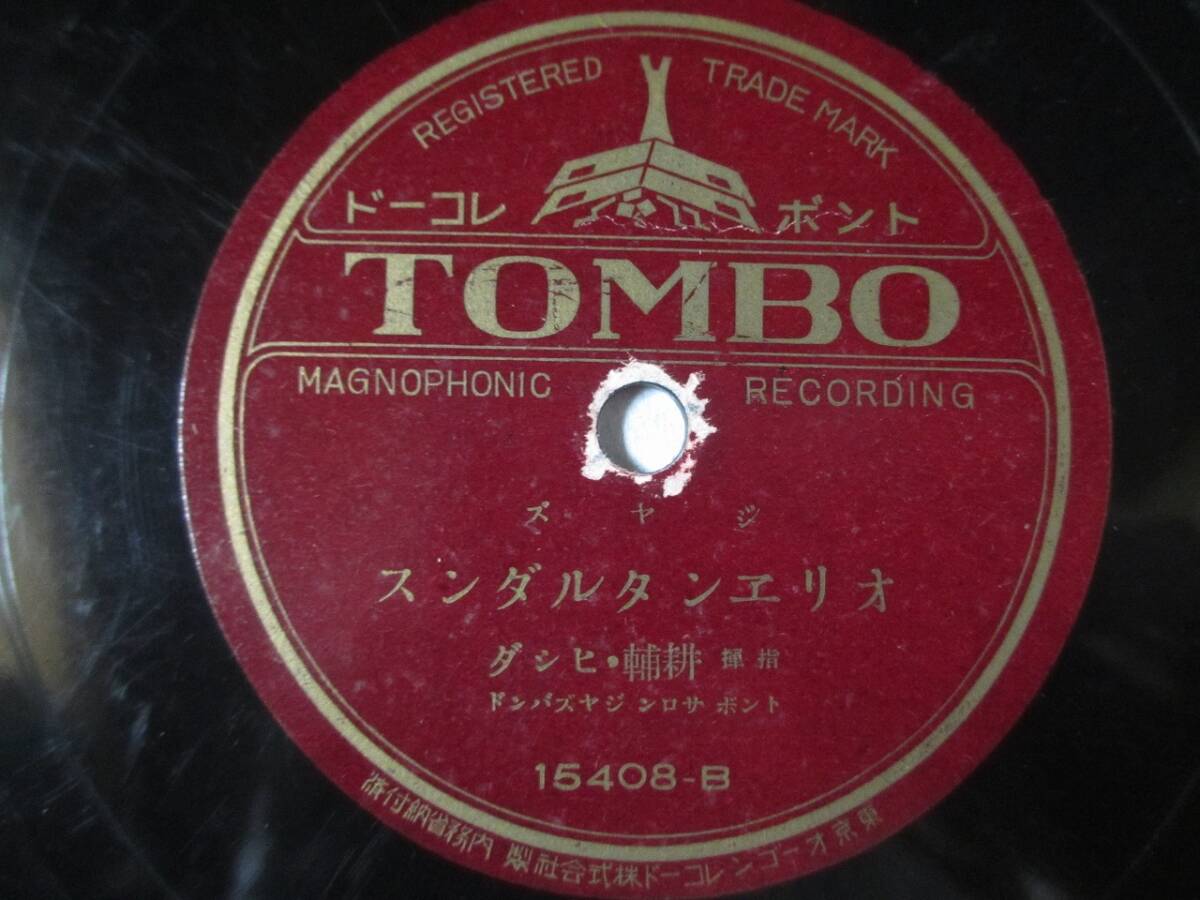 REGISTERED TRADE MARK
トンボ レコード
TOMBO
MAGNOPHONIC RECORDING
ジヤズ
オリヱンタルダンス
指揮 耕輔・ヒシダ
トンボ サロン ジヤズバンド
15408-B
東京オーゴンレコード株式会社製 内務省納付済